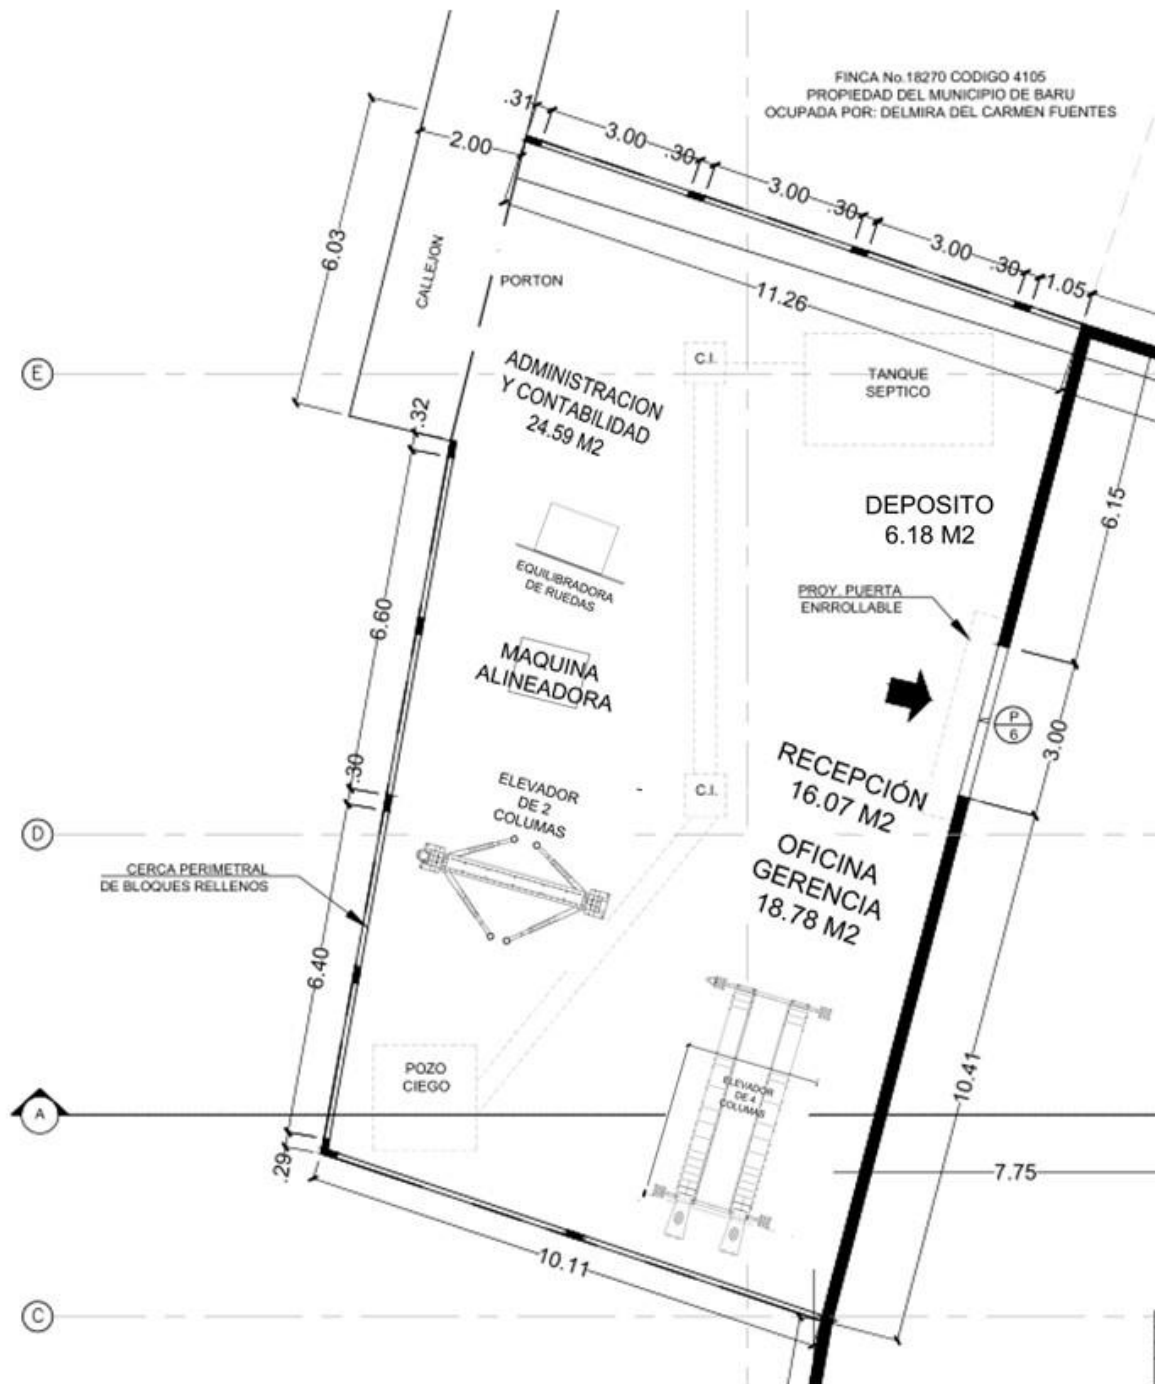 FINCA No.18270 CODIGO 4105
PROPIEDAD DEL MUNICIPIO DE BARU
OCUPADA POR: DELMIRA DEL CARMEN FUENTES
.31
3.00
.30
3.00
.30
3.00
.30
1.05
2.00
11.26
6.03
CALLEJON
PORTON
E
C.I.
TANQUE
SEPTICO
ADMINISTRACION
Y CONTABILIDAD
24.59 M2
.32
DEPOSITO
6.18 M2
6.15
EQUILIBRADORA
DE RUEDAS
PROY. PUERTA
ENRROLLABLE
6.60
MAQUINA
ALINEADORA
P
6
3.00
RECEPCIÓN
16.07 M2
.30
ELEVADOR
DE 2
COLUMAS
C.I.
D
OFICINA
GERENCIA
18.78 M2
CERCA PERIMETRAL
DE BLOQUES RELLENOS
6.40
POZO
CIEGO
ELEVADOR
DE 4
COLUMAS
10.41
A
.29
7.75
10.11
C